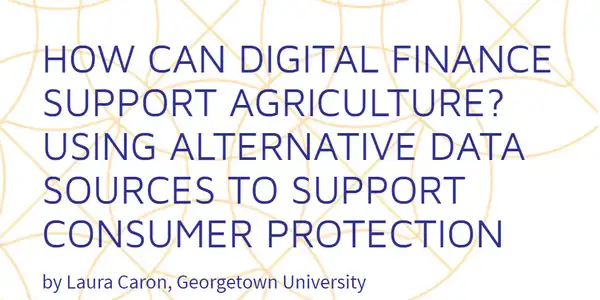 HOW CAN DIGITAL FINANCE
SUPPORT AGRICULTURE?
USING ALTERNATIVE DATA
SOURCES TO SUPPORT
CONSUMER PROTECTION
by Laura Caron, Georgetown University